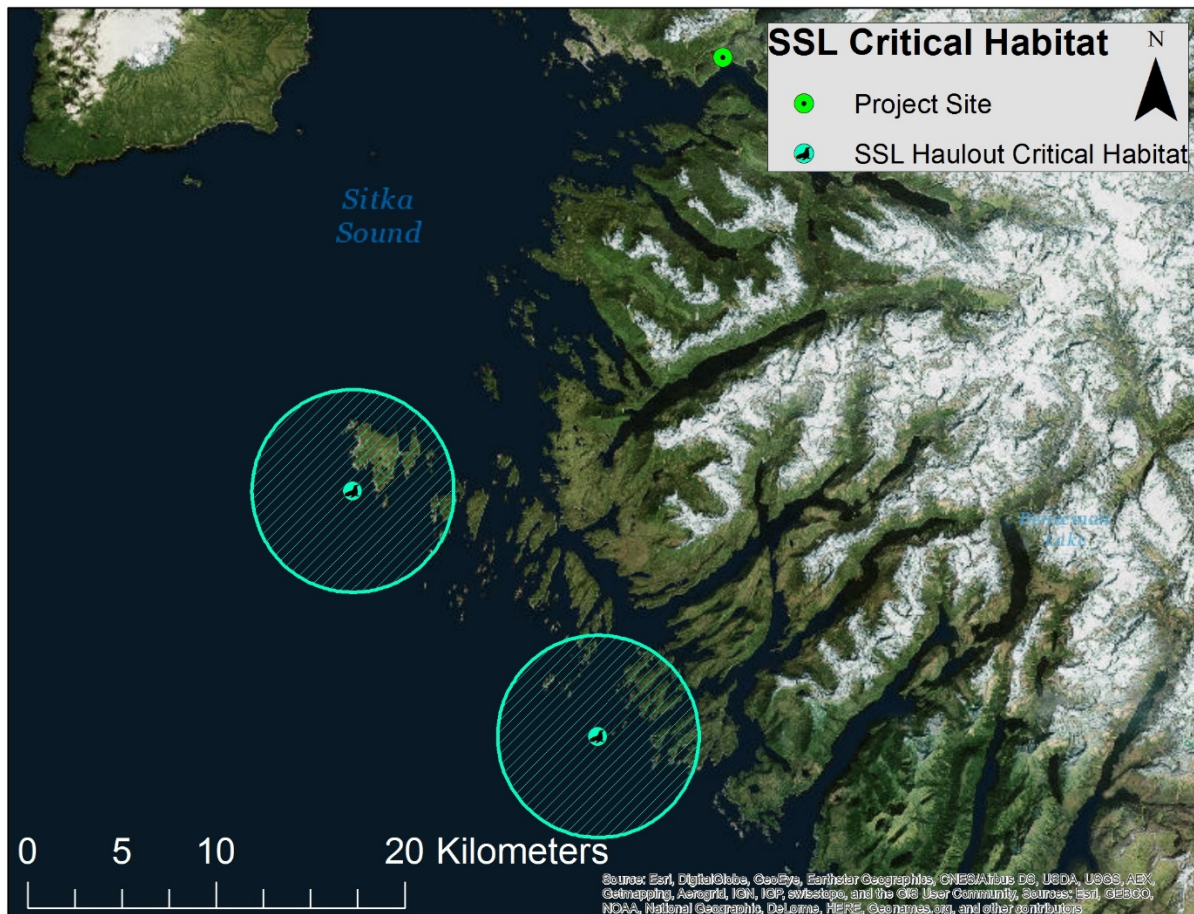 SSL Critical Habitat
N
Project Site
SSL Haulout Critical Habitat
Sitka
Sound
Lake
0 5 10 20 Kilometers
Source: Esri, DigitalGlobe, GeoEye, Earthstar Geographics, CNES/Airbus DS, USDA, USGS, AEX,
Getmapping, Aerogrid, IGN, IGP, swisstopo, and the GIS User Community, Sources: Esri, GEBCO,
NOAA, National Geographic, DeLorme, HERE, Geonames.org, and other contributors